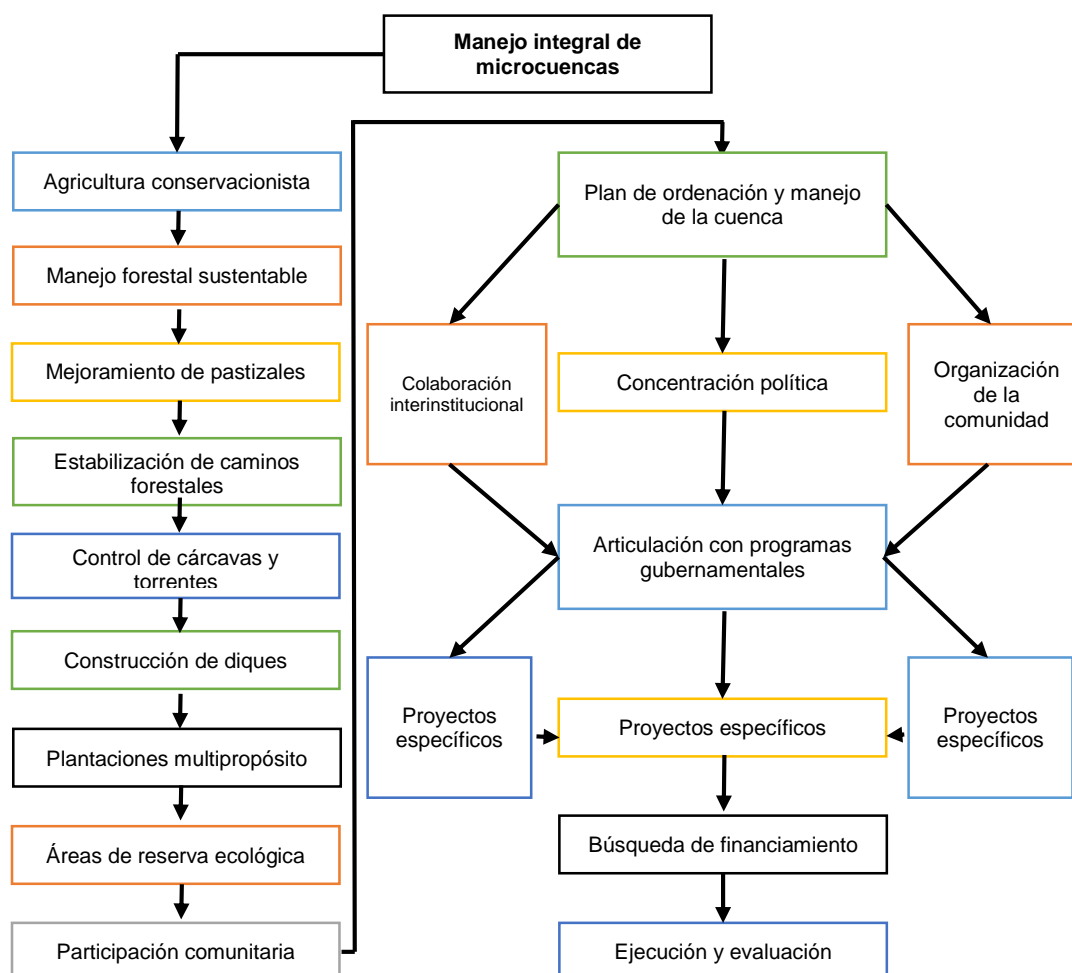 Manejo integral de
microcuencas
Agricultura conservacionista
Manejo forestal sustentable
Mejoramiento de pastizales
Estabilización de caminos
forestales
Control de cárcavas y
torrentes
Construcción de diques
Plantaciones multipropósito
Áreas de reserva ecológica
Participación comunitaria
Plan de ordenación y manejo
de la cuenca
Colaboración
interinstitucional
Concentración política
Organización
de la
comunidad
Articulación con programas
gubernamentales
Proyectos
específicos
Proyectos específicos
Proyectos
específicos
Búsqueda de financiamiento
Ejecución y evaluación